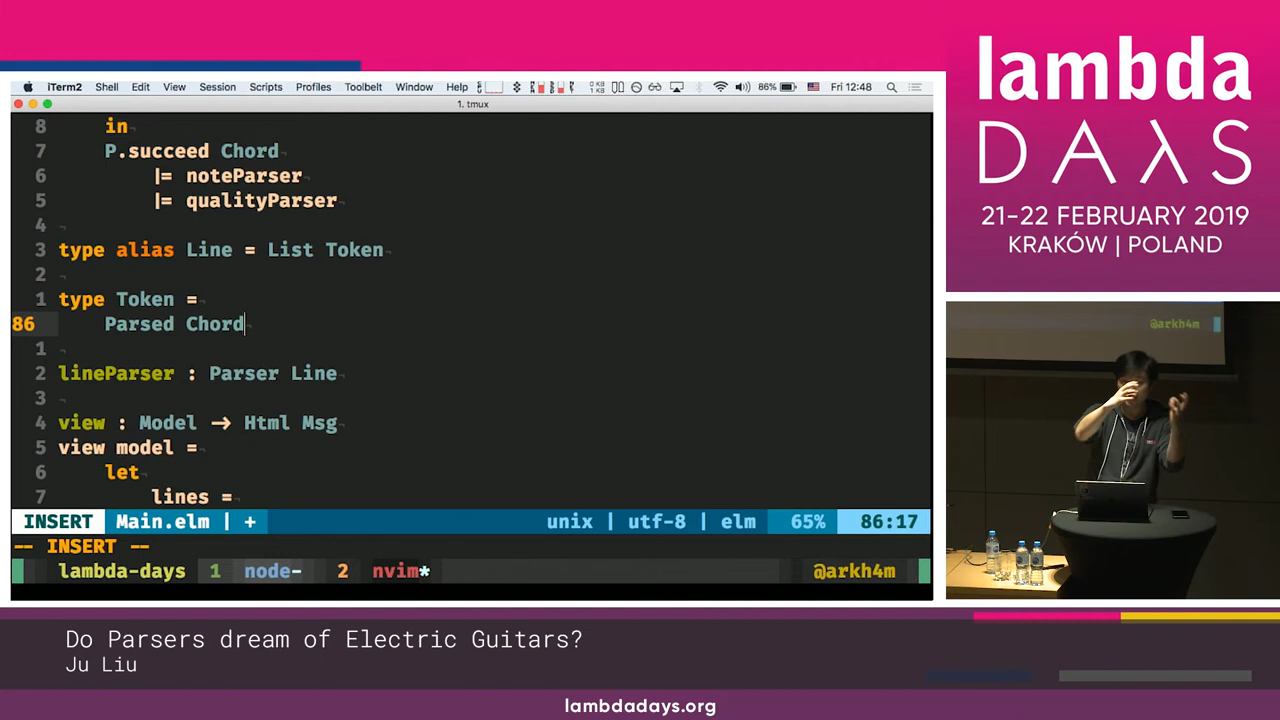 iTerm2 Shell Edit View Session Scripts Profiles Toolbelt Window Help 86% Fri 12:48
1. tmux
8 in¬
7 P.succeed Chord¬
6 |= noteParser
5 |= qualityParser¬
4 ¬
3 type alias Line = List Token¬
2 ¬
1 type Token =¬
86 Parsed Chord¬
1 ¬
2 lineParser : Parser Line¬
3 ¬
4 view : Model → Html Msg¬
5 view model =¬
6 let¬
7 lines =¬
INSERT Main.elm | + unix | utf-8 | elm 65% 86:17
-- INSERT --
lambda-days 1 node- 2 nvim* @arkh4m
lambda
DAλS
21-22 FEBRUARY 2019
KRAKÓW | POLAND
@arkh4m
Do Parsers dream of Electric Guitars?
Ju Liu
lambdadays.org